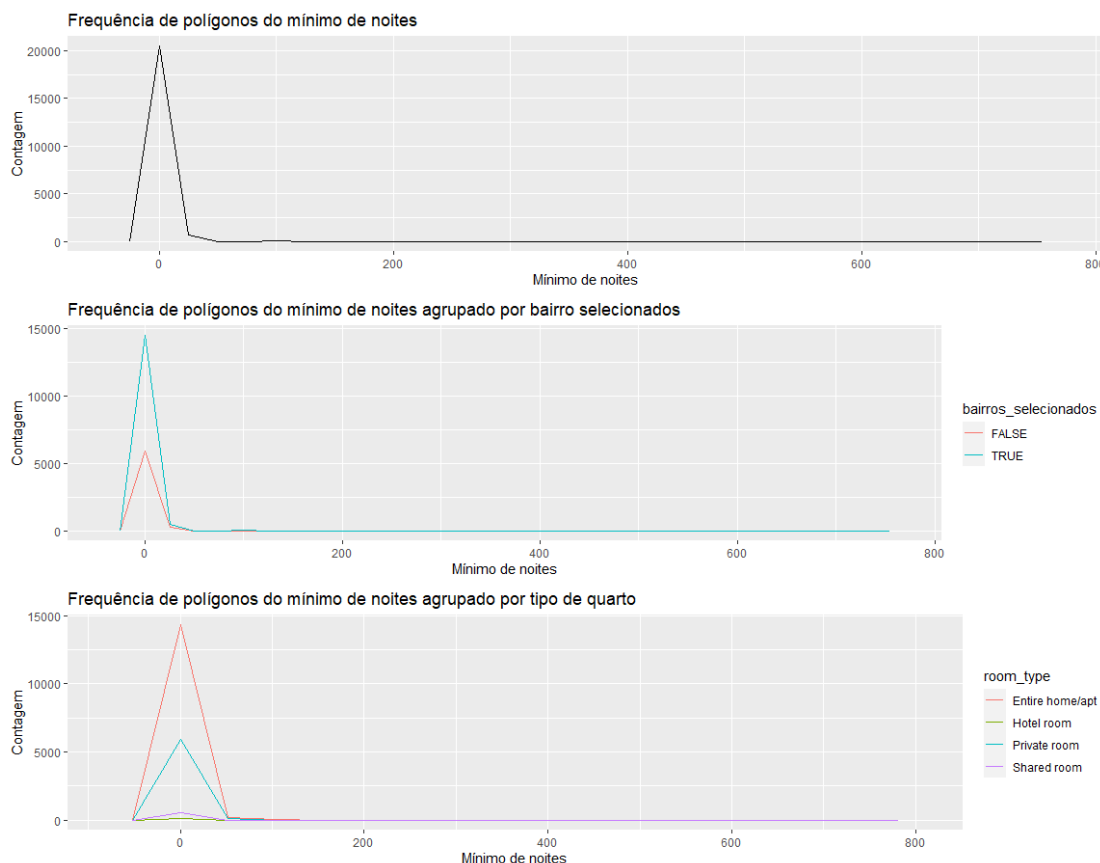 Frequência de polígonos do mínimo de noites
20000
15000
10000
5000
0
Contagem
0 200 400 600 800
Mínimo de noites
Frequência de polígonos do mínimo de noites agrupado por bairro selecionados
15000
10000
5000
0
Contagem
0 200 400 600 800
Mínimo de noites
bairros_selecionados
FALSE
TRUE
Frequência de polígonos do mínimo de noites agrupado por tipo de quarto
15000
10000
5000
0
Contagem
0 200 400 600 800
Mínimo de noites
room_type
Entire home/apt
Hotel room
Private room
Shared room